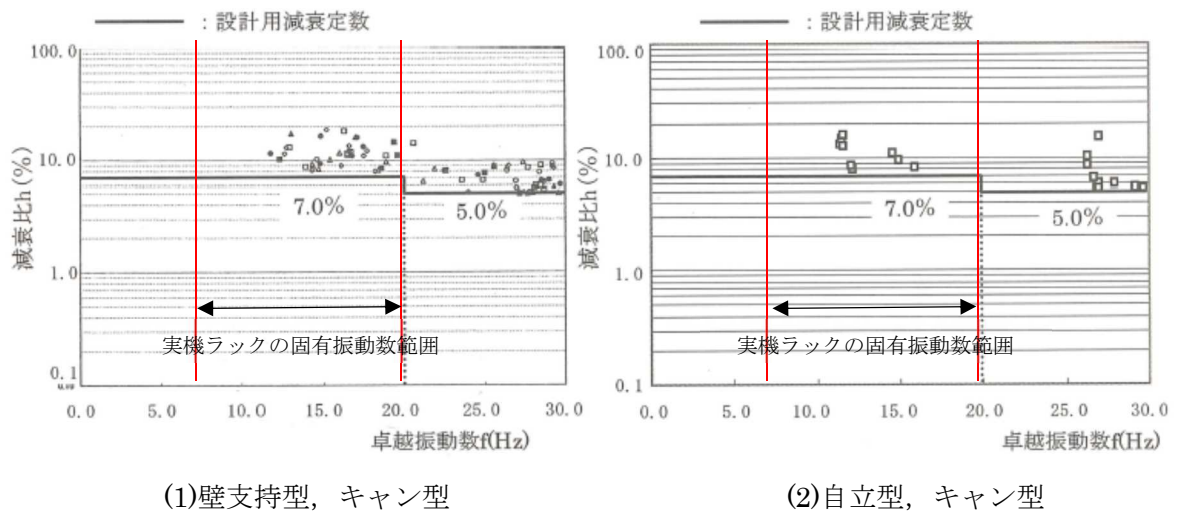 ：設計用減衰定数
100.0
10.0
1.0
0.1
減衰比h(%)
7.0%
5.0%
実機ラックの固有振動数範囲
0.0 5.0 10.0 15.0 20.0 25.0 30.0
卓越振動数f(Hz)
(1)壁支持型，キャン型
：設計用減衰定数
100.0
10.0
1.0
0.1
減衰比h(%)
7.0%
5.0%
実機ラックの固有振動数範囲
0.0 5.0 10.0 15.0 20.0 25.0 30.0
卓越振動数f(Hz)
(2)自立型，キャン型